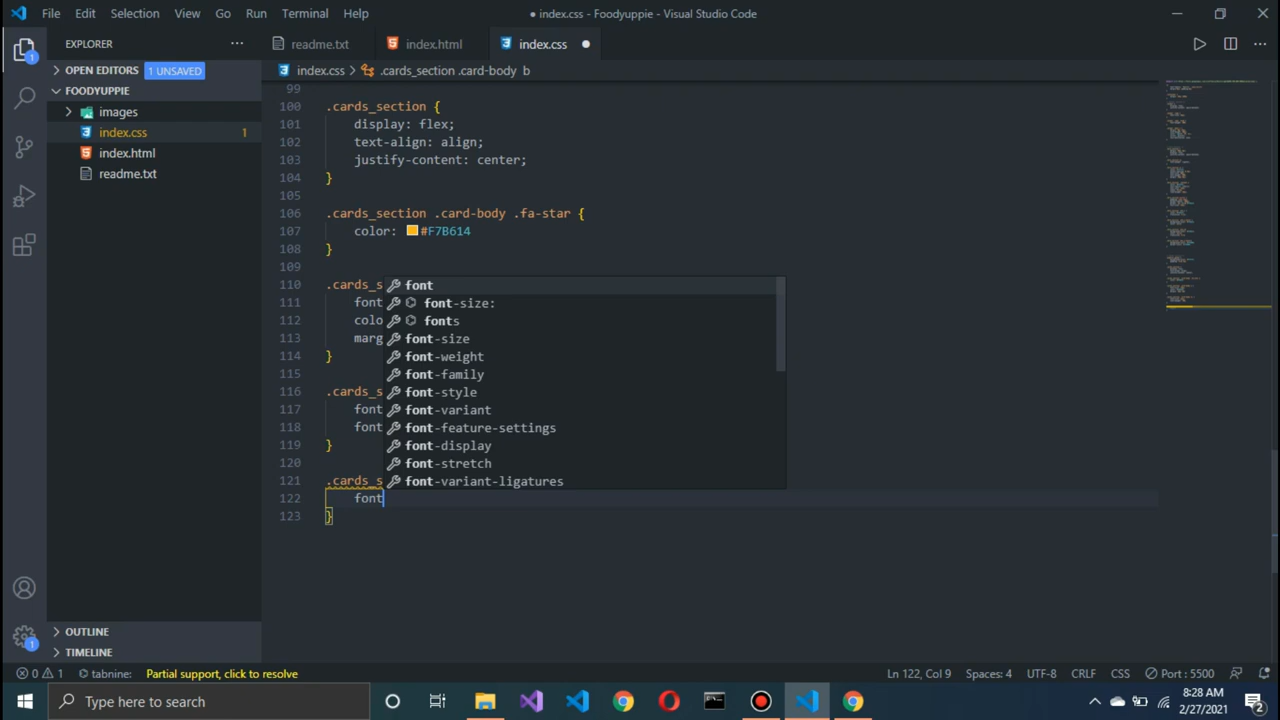 File Edit Selection View Go Run Terminal Help
● index.css - Foodyuppie - Visual Studio Code
EXPLORER
readme.txt
index.html
index.css
OPEN EDITORS 1 UNSAVED
index.css > .cards_section .card-body b
FOODYUPPIE
images
index.css 1
index.html
readme.txt
99
100 .cards_section {
101 display: flex;
102 text-align: align;
103 justify-content: center;
104 }
105
106 .cards_section .card-body .fa-star {
107 color: #F7B614
108 }
109
110 .cards_s
111 font
112 colo
113 marg
114 }
115
116 .cards_s
117 font
118 font
119 }
120
121 .cards_s
122 font
123 }
font
font-size:
fonts
font-size
font-weight
font-family
font-style
font-variant
font-feature-settings
font-display
font-stretch
font-variant-ligatures
OUTLINE
TIMELINE
0 1 tabnine: Partial support, click to resolve
Ln 122, Col 9 Spaces: 4 UTF-8 CRLF CSS Port : 5500
Type here to search
8:28 AM
2/27/2021
2
1
1